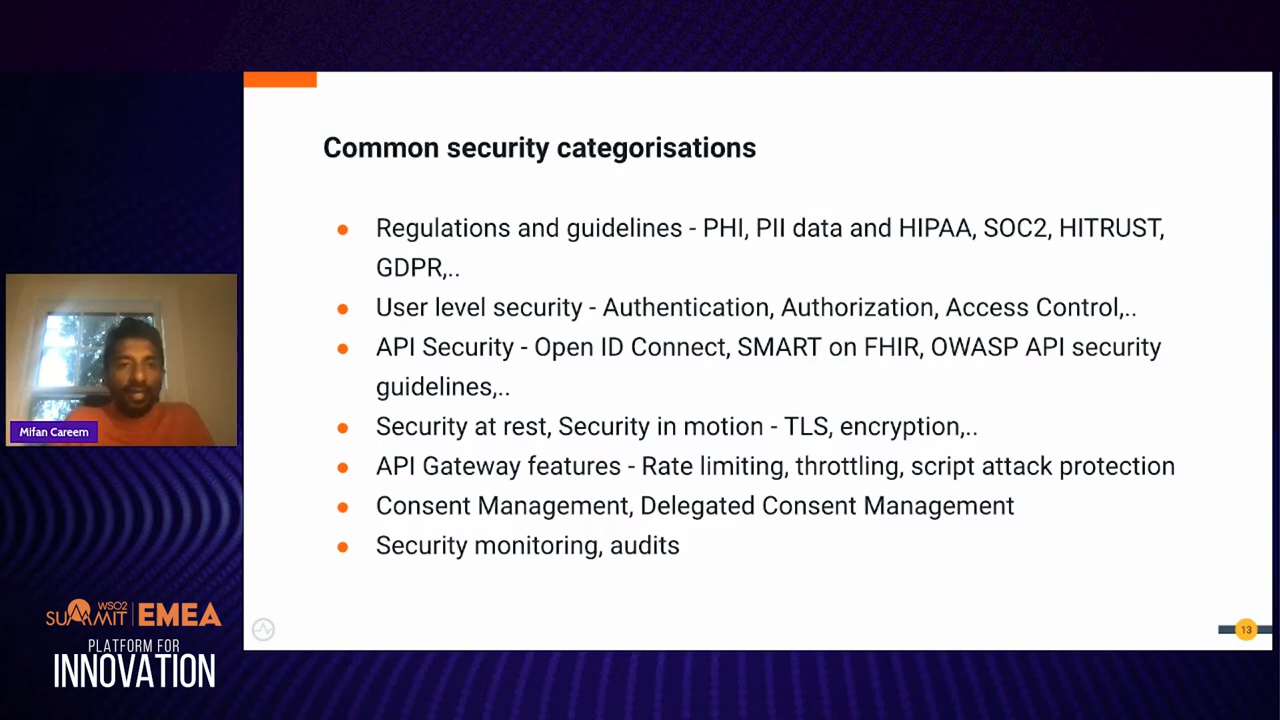 Common security categorisations
● Regulations and guidelines - PHI, PII data and HIPAA, SOC2, HITRUST,
GDPR,..
● User level security - Authentication, Authorization, Access Control,..
● API Security - Open ID Connect, SMART on FHIR, OWASP API security
guidelines,..
● Security at rest, Security in motion - TLS, encryption,..
● API Gateway features - Rate limiting, throttling, script attack protection
● Consent Management, Delegated Consent Management
● Security monitoring, audits
13
Mifan Careem
WSO2
SUMMIT | EMEA
PLATFORM FOR
INNOVATION